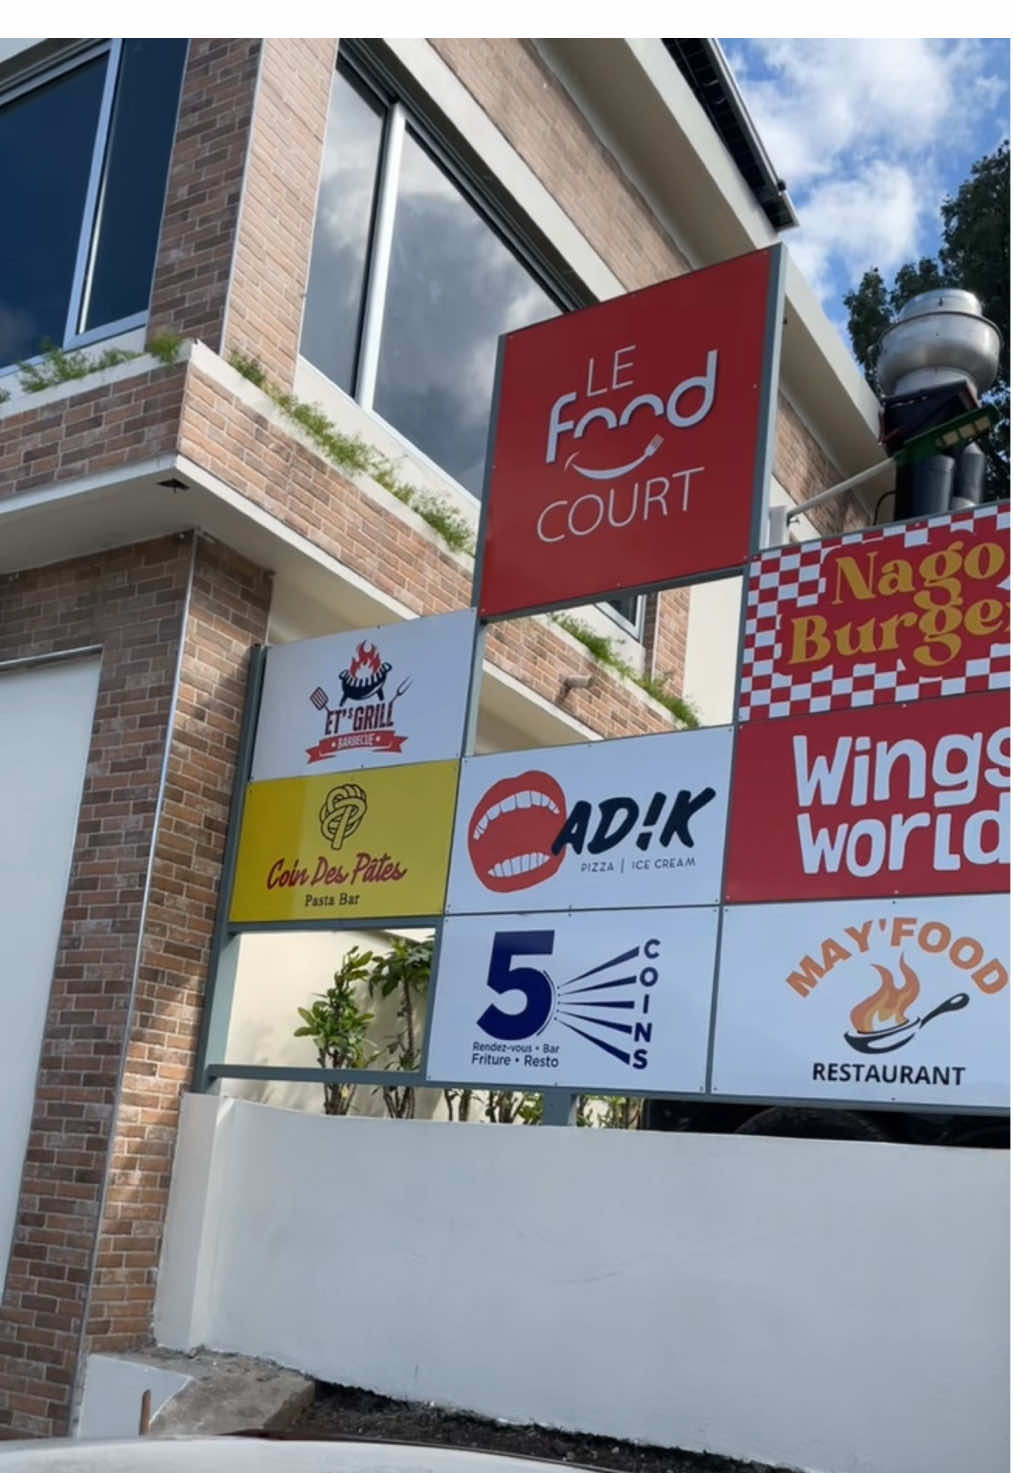 LE
Food
COURT
Nago
Burge
ET'S GRILL
• BARBECUE •
Coin Des Pâtes
Pasta Bar
AD!K
PIZZA | ICE CREAM
Wings
world
5
COINS
Rendez-vous • Bar
Friture • Resto
MAY'FOOD
RESTAURANT